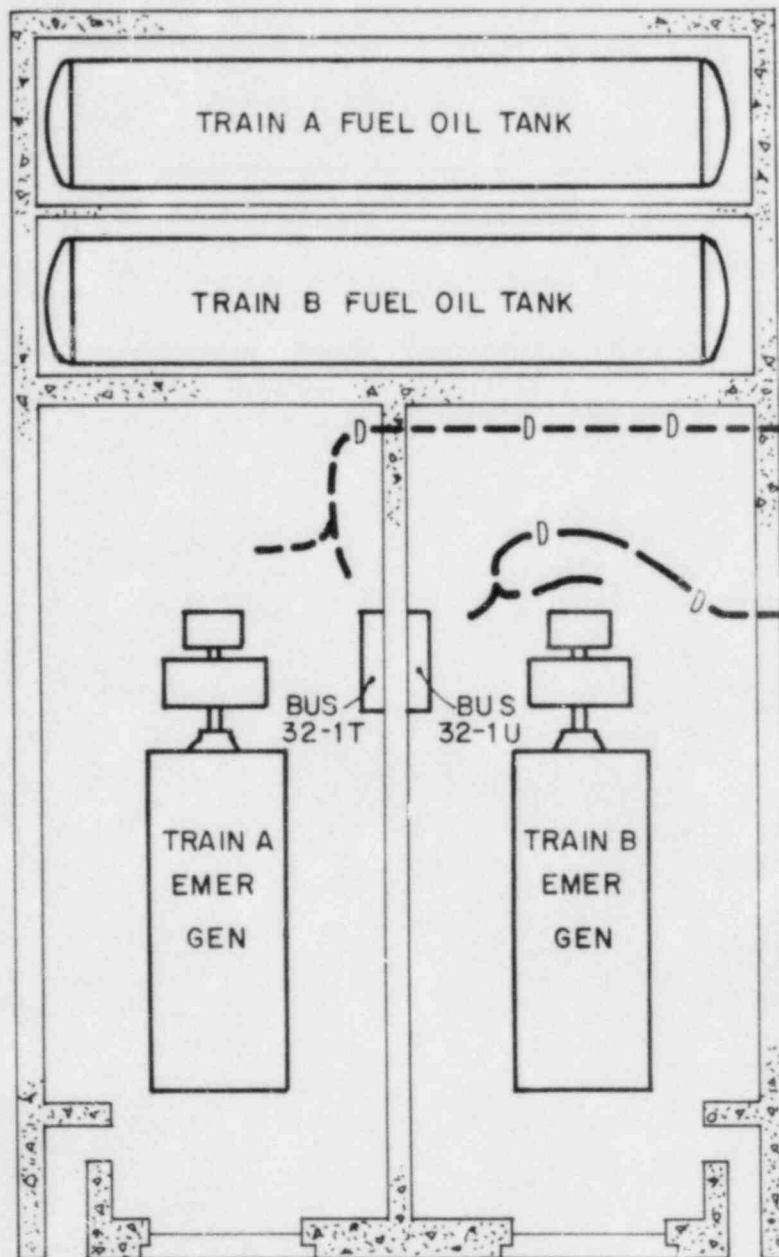 TRAIN A FUEL OIL TANK
TRAIN B FUEL OIL TANK
D D D
D
D
BUS
32-1T
BUS
32-1U
TRAIN A
EMER
GEN
TRAIN B
EMER
GEN